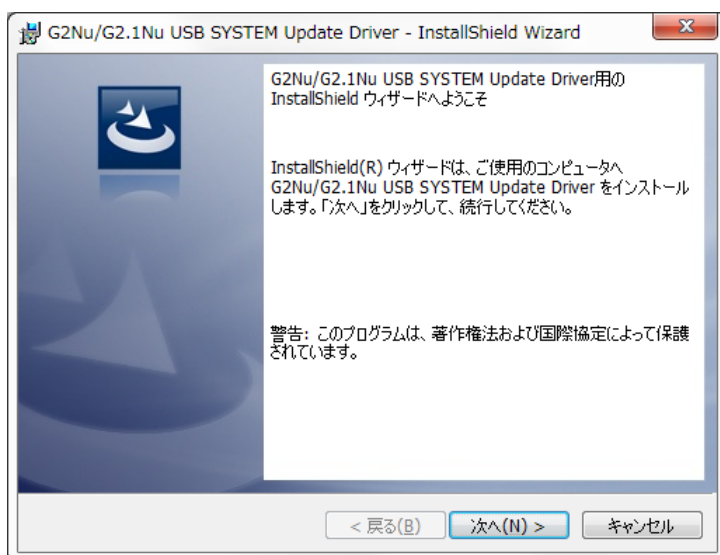 G2Nu/G2.1Nu USB SYSTEM Update Driver - InstallShield Wizard
G2Nu/G2.1Nu USB SYSTEM Update Driver用の
InstallShield ウィザードへようこそ
InstallShield(R) ウィザードは、ご使用のコンピュータへ
G2Nu/G2.1Nu USB SYSTEM Update Driver をインストール
します。「次へ」をクリックして、続行してください。
警告: このプログラムは、著作権法および国際協定によって保護
されています。
< 戻る(B)
次へ(N) >
キャンセル